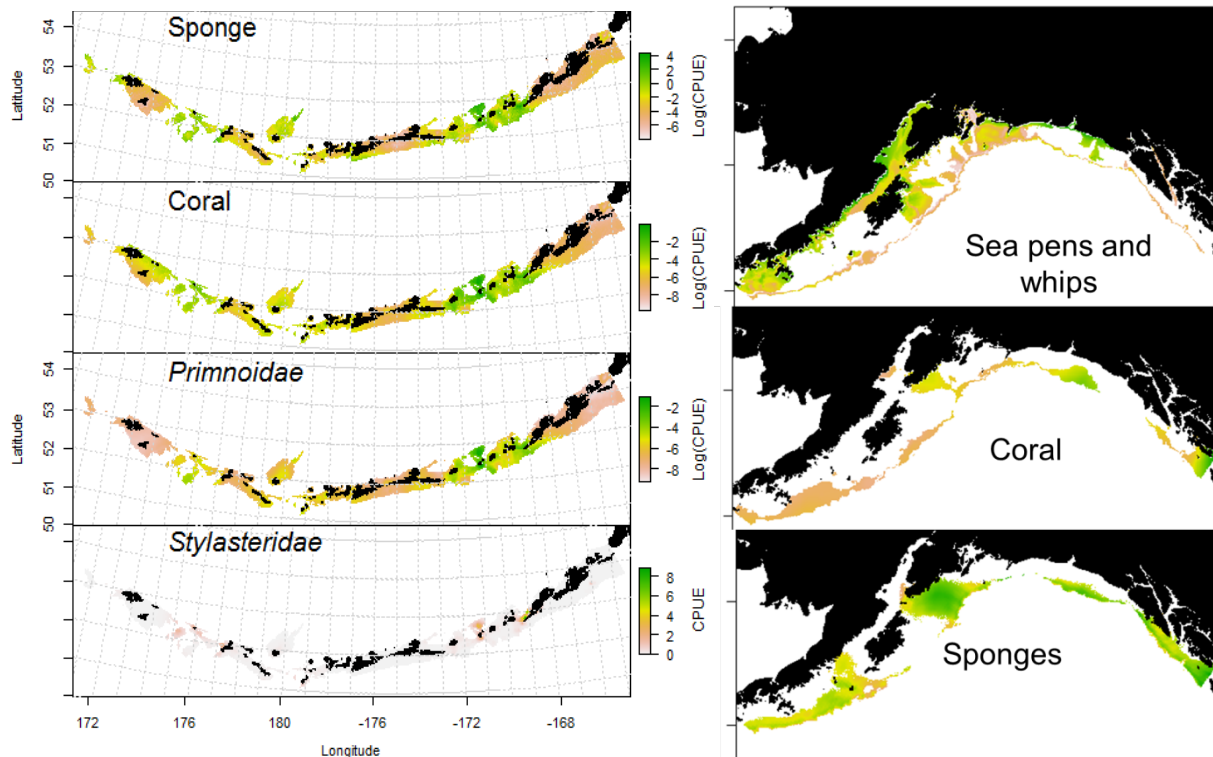 Sponge
54
53
52
51
50
Latitude
4
2
0
-2
-4
-6
Log(CPUE)
Coral
-2
-4
-6
-8
Log(CPUE)
Primnoidae
54
53
52
51
50
Latitude
-2
-4
-6
-8
Log(CPUE)
Stylasteridae
8
6
4
2
0
CPUE
172
176
180
-176
-172
-168
Longitude
Sea pens and
whips
Coral
Sponges